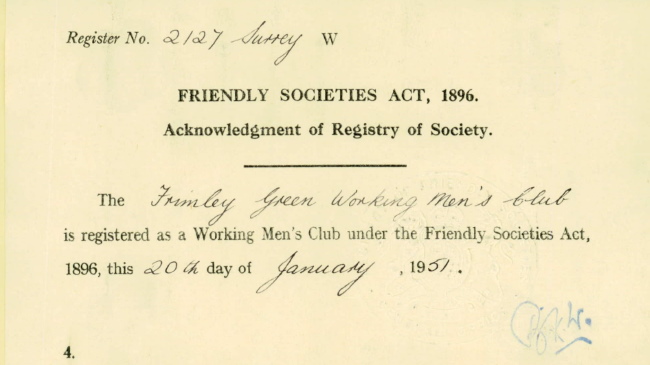 Register No. 2127 Surrey W
FRIENDLY SOCIETIES ACT, 1896.
Acknowledgment of Registry of Society.
The Frimley Green Working Men's Club
is registered as a Working Men's Club under the Friendly Societies Act,
1896, this 20th day of January, 1951.
4.